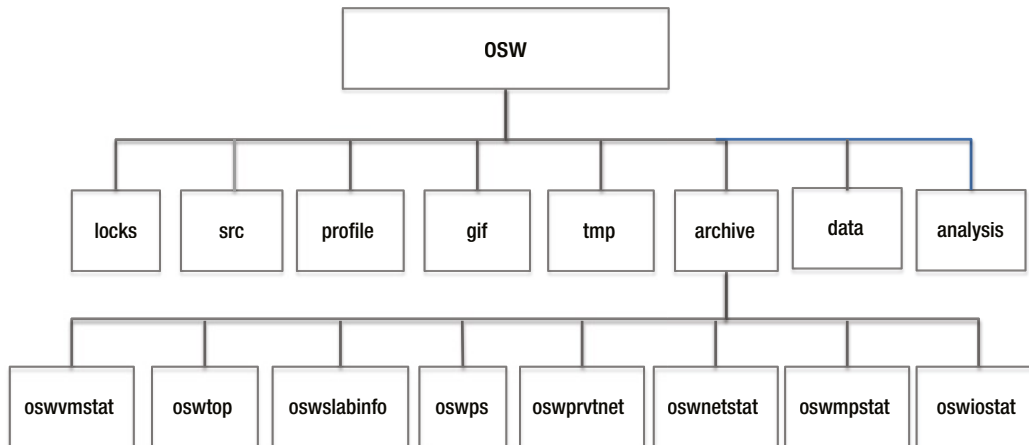 OSW
locks
src
profile
gif
tmp
archive
data
analysis
oswvmstat
oswtop
oswslabinfo
oswps
oswprvtnet
oswnetstat
oswmpstat
oswiostat